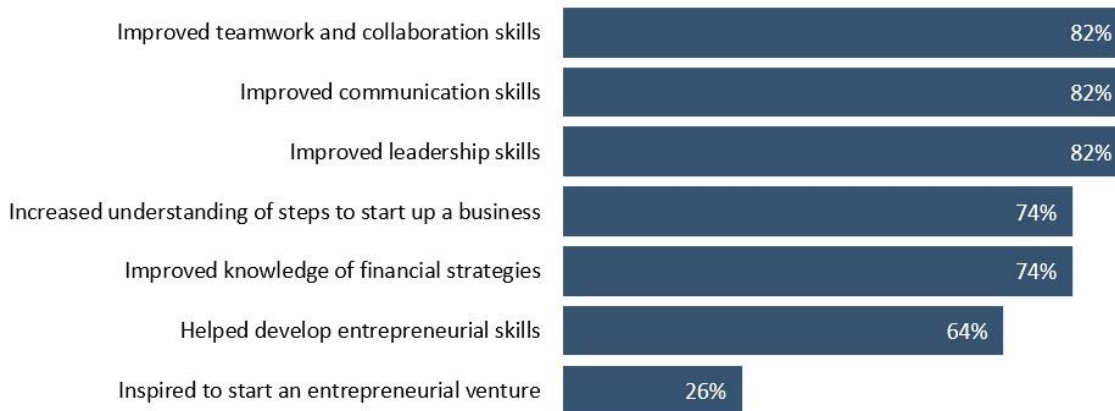 Improved teamwork and collaboration skills 82%
Improved communication skills 82%
Improved leadership skills 82%
Increased understanding of steps to start up a business 74%
Improved knowledge of financial strategies 74%
Helped develop entrepreneurial skills 64%
Inspired to start an entrepreneurial venture 26%